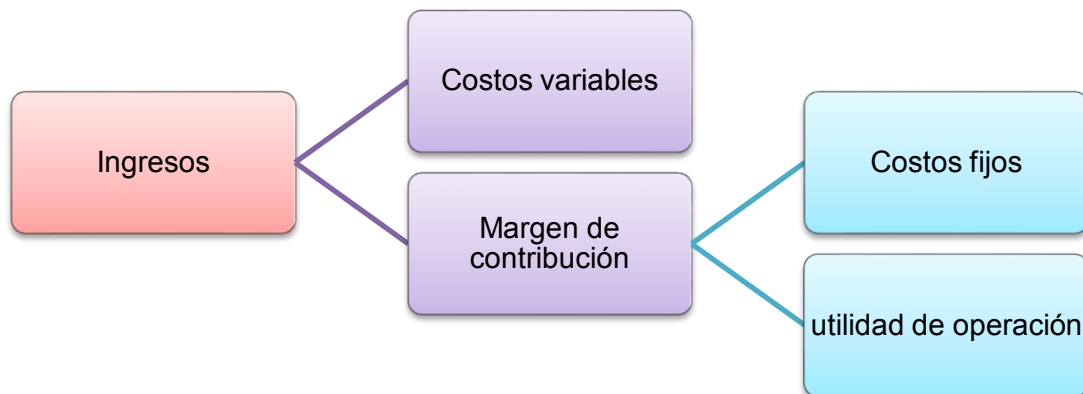 Ingresos
Costos variables
Margen de
contribución
Costos fijos
utilidad de operación